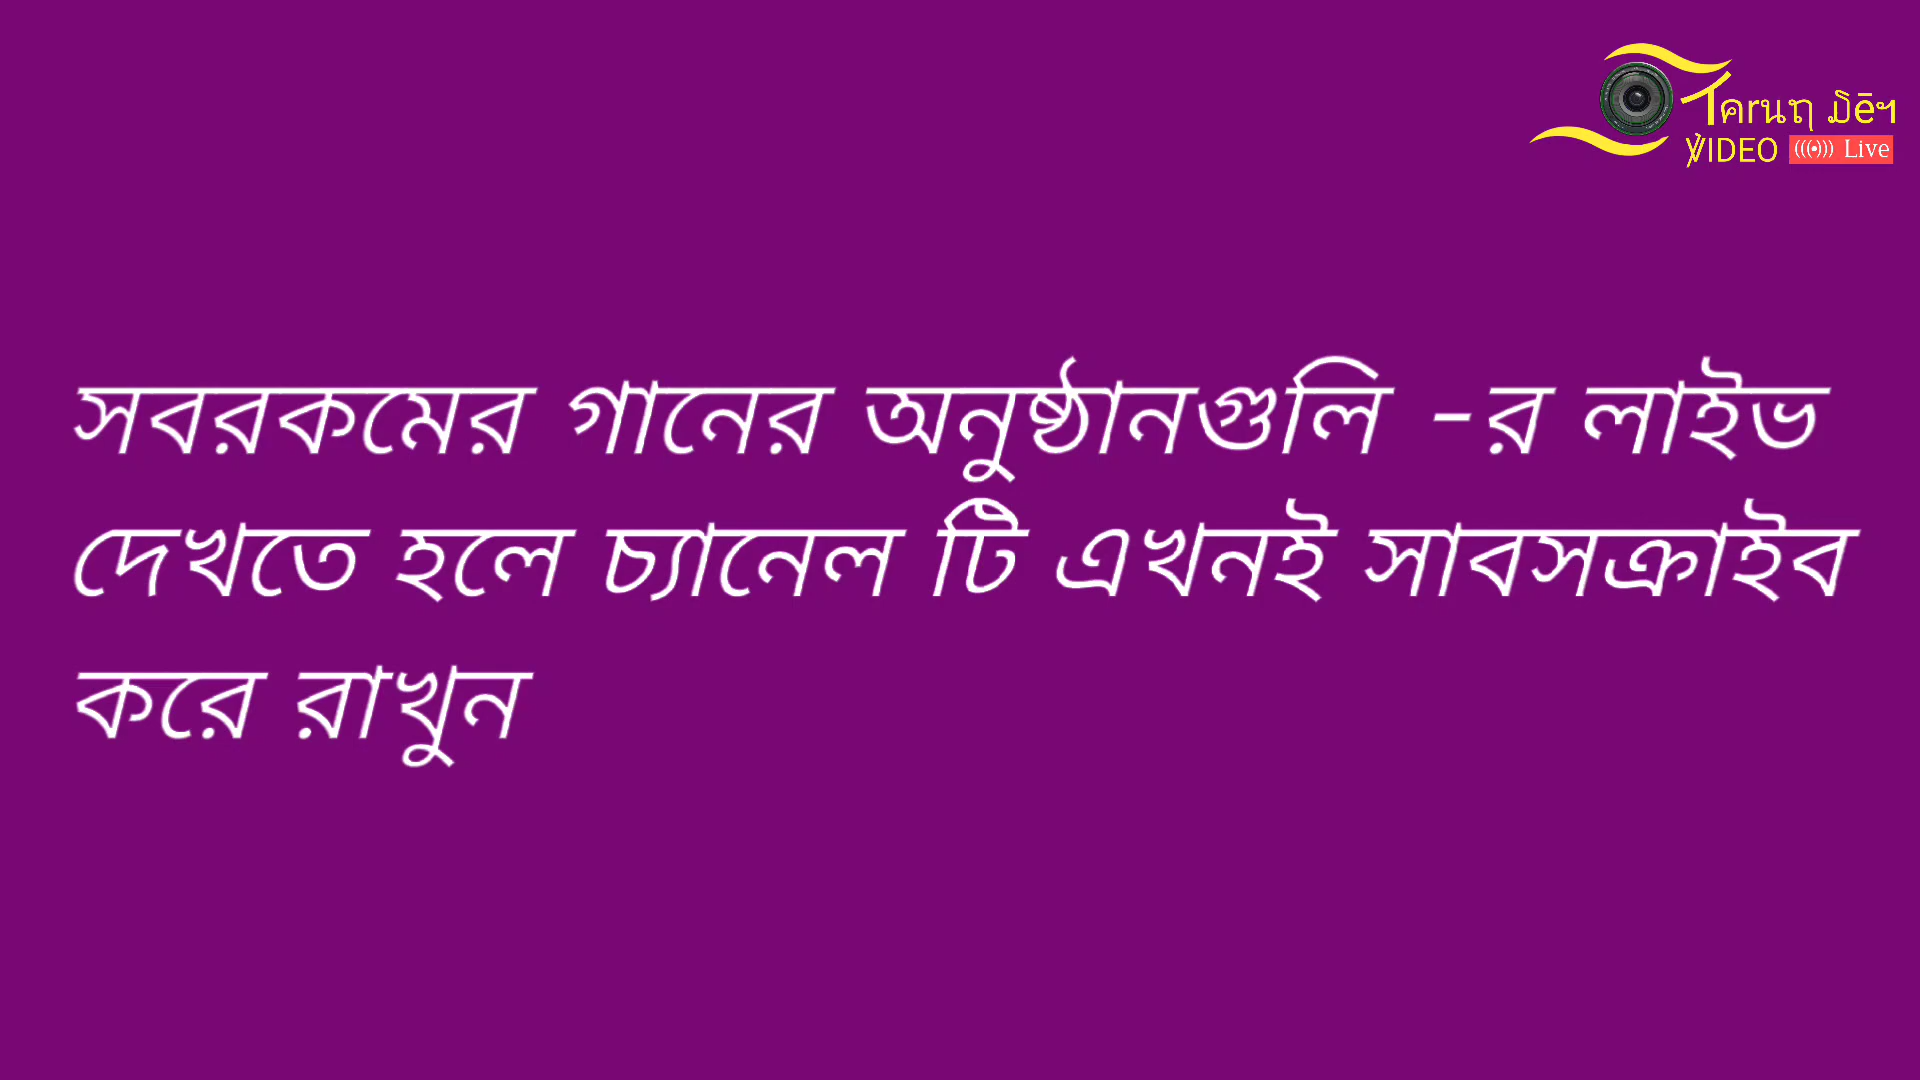 VIDEO Live
সবরকমের গানের অনুষ্ঠানগুলি -র লাইভ
দেখতে হলে চ্যানেল টি এখনই সাবসক্রাইব
করে রাখুন